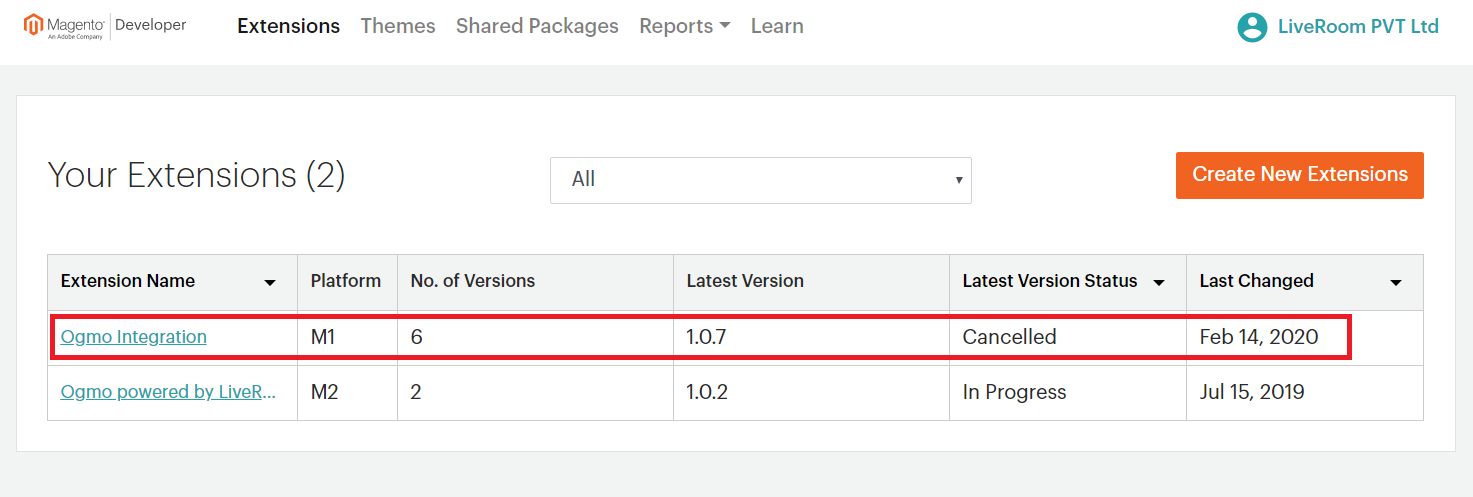 Magento Developer Extensions Themes Shared Packages Reports Learn LiveRoom PVT Ltd
An Adobe Company
Your Extensions (2) All Create New Extensions
Extension Name Platform No. of Versions Latest Version Latest Version Status Last Changed
Ogmo Integration M1 6 1.0.7 Cancelled Feb 14, 2020
Ogmo powered by LiveR... M2 2 1.0.2 In Progress Jul 15, 2019